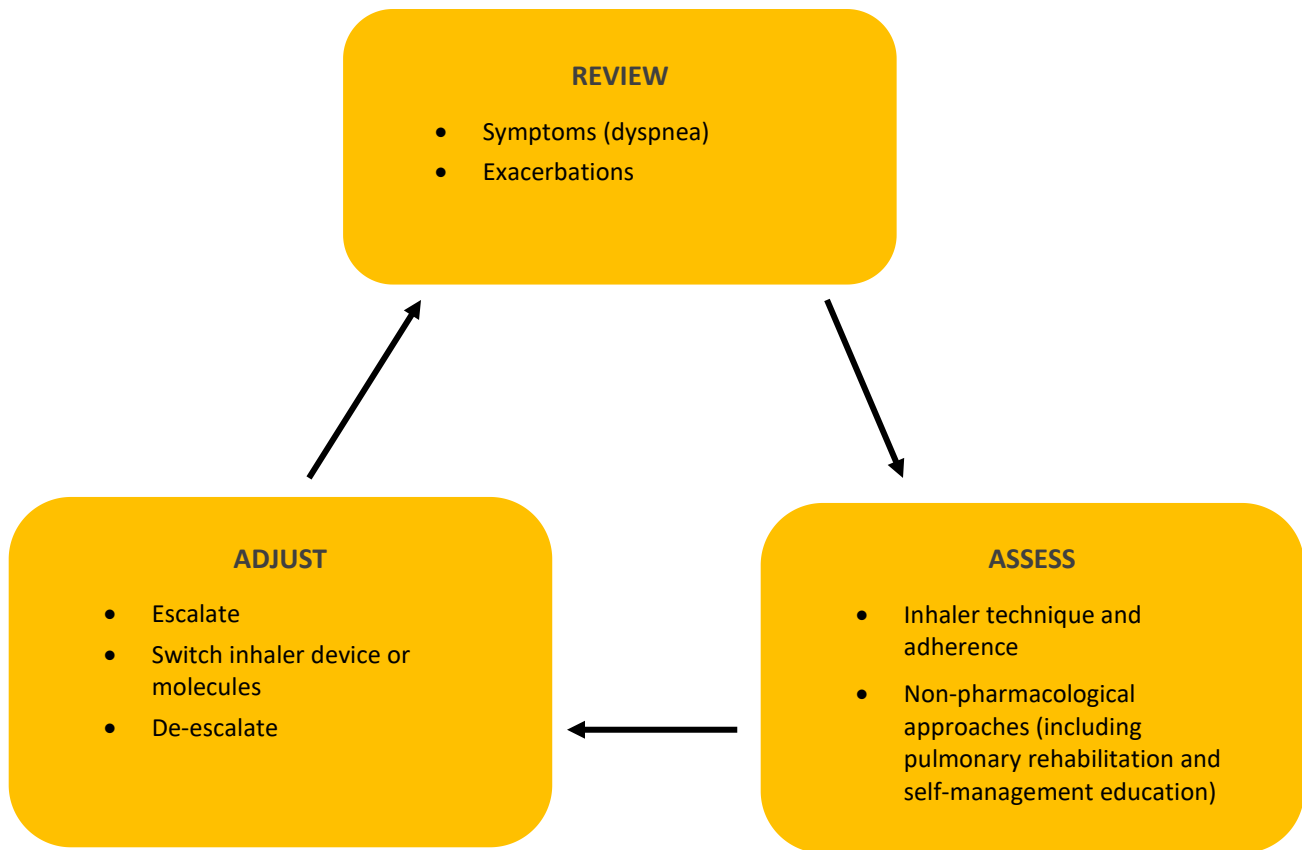 REVIEW
• Symptoms (dyspnea)
• Exacerbations
ADJUST
• Escalate
• Switch inhaler device or
molecules
• De-escalate
ASSESS
• Inhaler technique and
adherence
• Non-pharmacological
approaches (including
pulmonary rehabilitation and
self-management education)